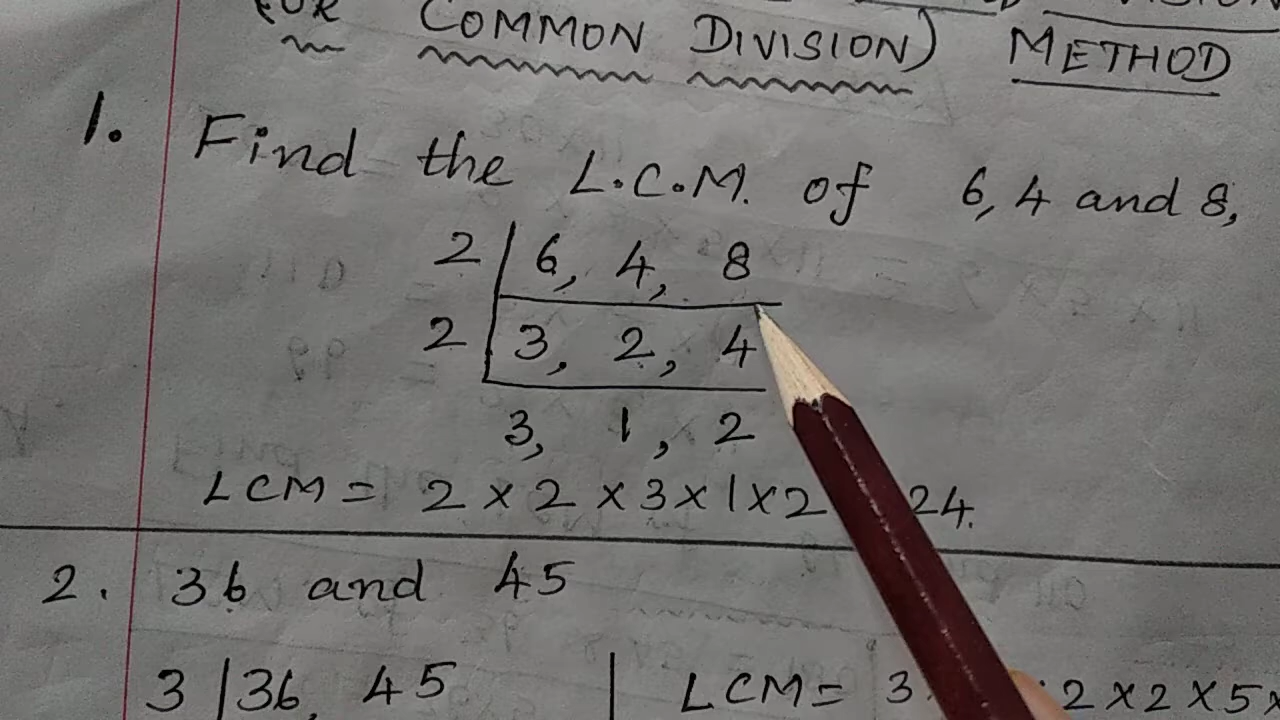 COMMON DIVISION) METHOD
1. Find the L.C.M. of 6, 4 and 8,
2 | 6, 4, 8
2 | 3, 2, 4
3, 1, 2
LCM = 2 × 2 × 3 × 1 × 2 24.
2. 36 and 45
3 | 36, 45 | LCM = 3 2 × 2 × 5 ×